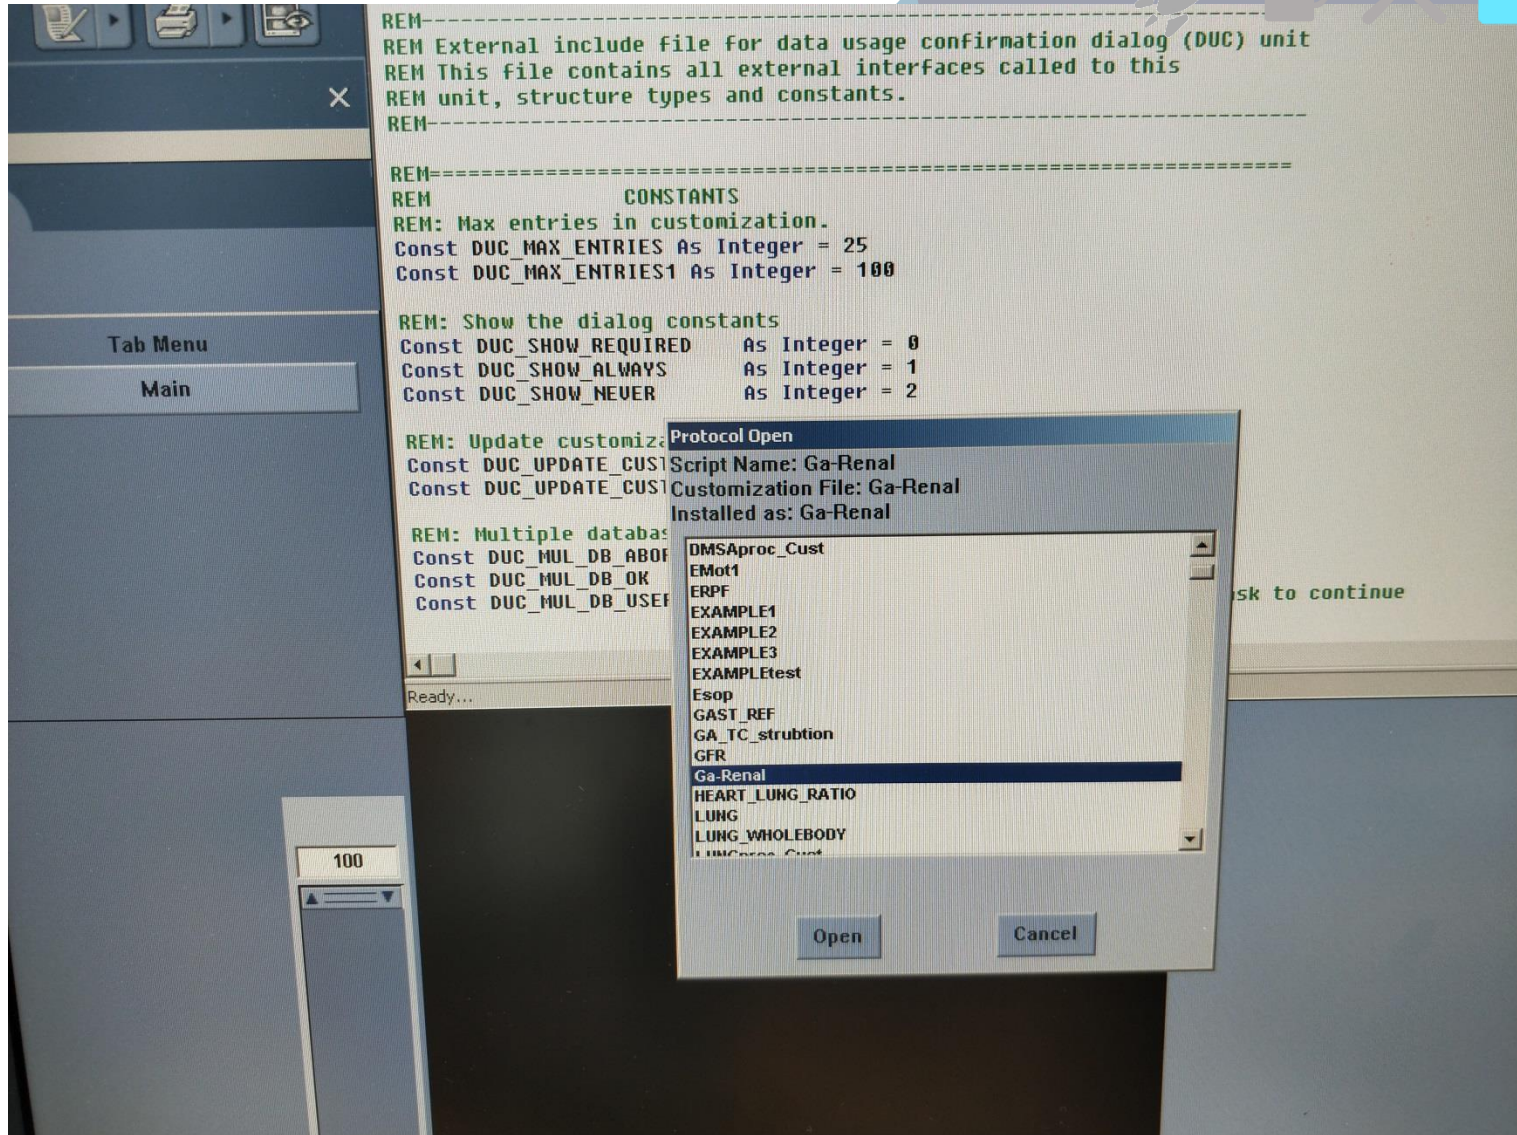 REM------------------------------------------------------------------
REM External include file for data usage confirmation dialog (DUC) unit
REM This file contains all external interfaces called to this
REM unit, structure types and constants.
REM------------------------------------------------------------------
REM==================================================================
REM CONSTANTS
REM: Max entries in customization.
Const DUC_MAX_ENTRIES As Integer = 25
Const DUC_MAX_ENTRIES1 As Integer = 100
REM: Show the dialog constants
Const DUC_SHOW_REQUIRED As Integer = 0
Const DUC_SHOW_ALWAYS As Integer = 1
Const DUC_SHOW_NEVER As Integer = 2
REM: Update customiza
Const DUC_UPDATE_CUST
Const DUC_UPDATE_CUST
REM: Multiple databas
Const DUC_MUL_DB_ABOR
Const DUC_MUL_DB_OK
Const DUC_MUL_DB_USER
sk to continue
Ready...
Tab Menu
Main
100
Protocol Open
Script Name: Ga-Renal
Customization File: Ga-Renal
Installed as: Ga-Renal
DMSAproc_Cust
EMot1
ERPF
EXAMPLE1
EXAMPLE2
EXAMPLE3
EXAMPLEtest
Esop
GAST_REF
GA_TC_strubtion
GFR
Ga-Renal
HEART_LUNG_RATIO
LUNG
LUNG_WHOLEBODY
LUNGproc_Cust
Open
Cancel